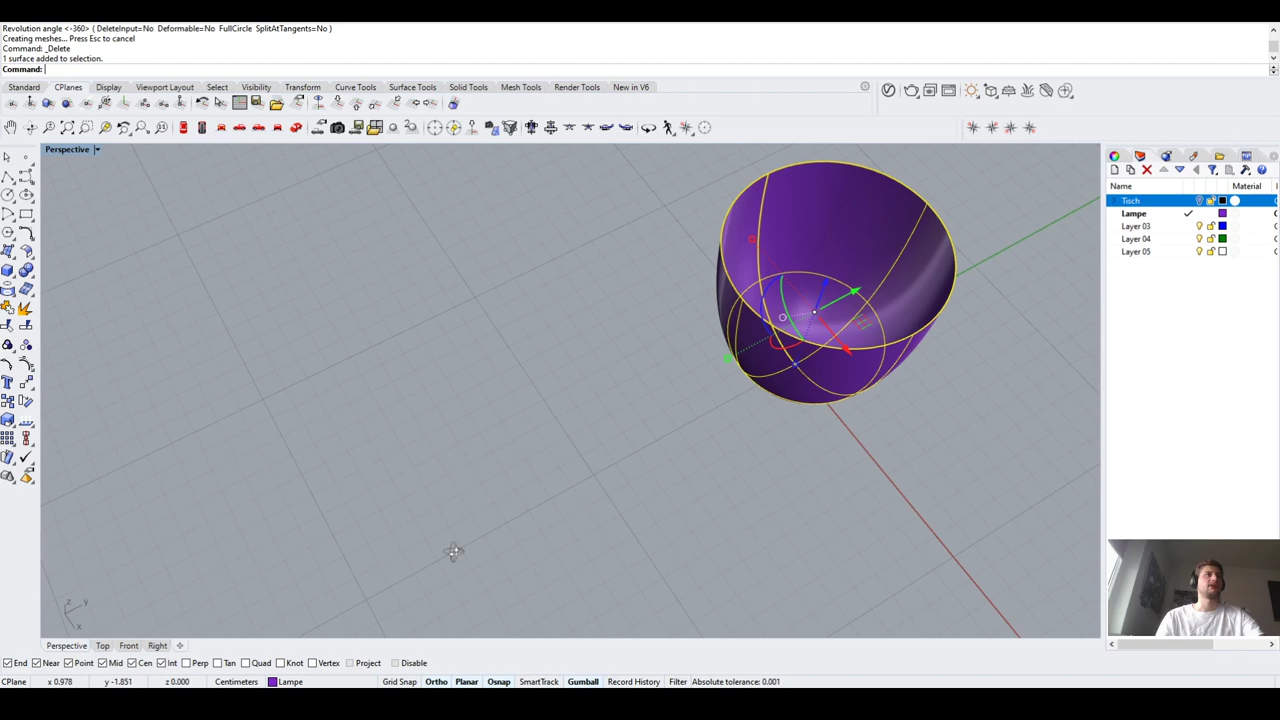 Revolution angle <-360> ( DeleteInput=No Deformable=No FullCircle SplitAtTangents=No )
Creating meshes... Press Esc to cancel
Command: _Delete
1 surface added to selection.
Command:
Standard CPlanes Display Viewport Layout Select Visibility Transform Curve Tools Surface Tools Solid Tools Mesh Tools Render Tools New in V6
Perspective
Name Material
Tisch
Lampe
Layer 03
Layer 04
Layer 05
z y
x
Perspective Top Front Right
End Near Point Mid Cen Int Perp Tan Quad Knot Vertex Project Disable
CPlane x 0.978 y -1.851 z 0.000 Centimeters Lampe Grid Snap Ortho Planar Osnap SmartTrack Gumball Record History Filter Absolute tolerance: 0.001